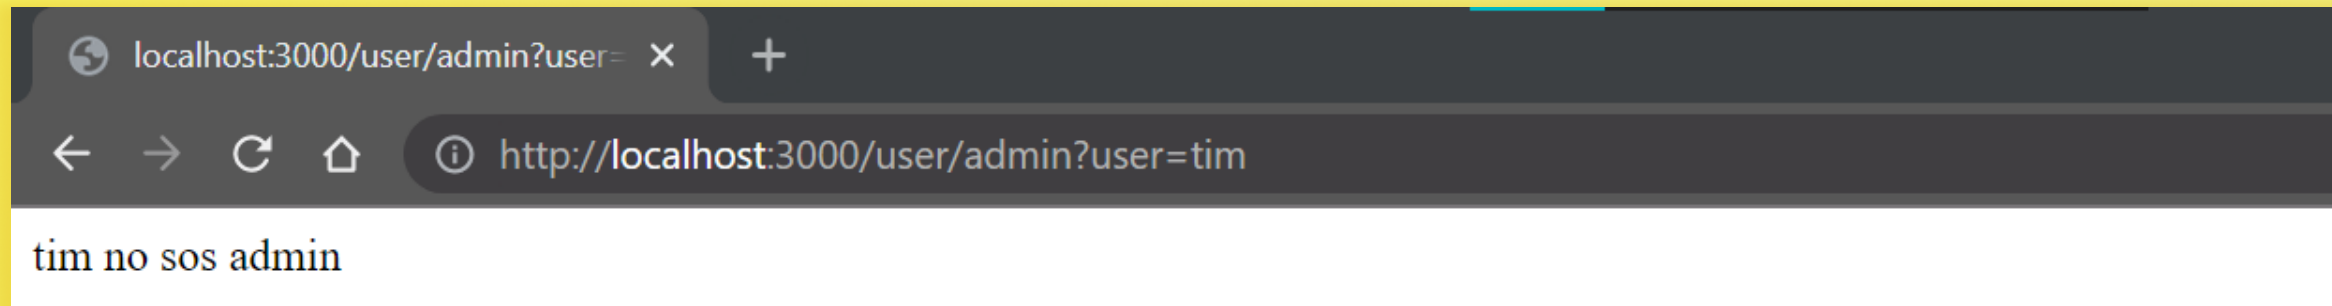 localhost:3000/user/admin?user=
http://localhost:3000/user/admin?user=tim
tim no sos admin